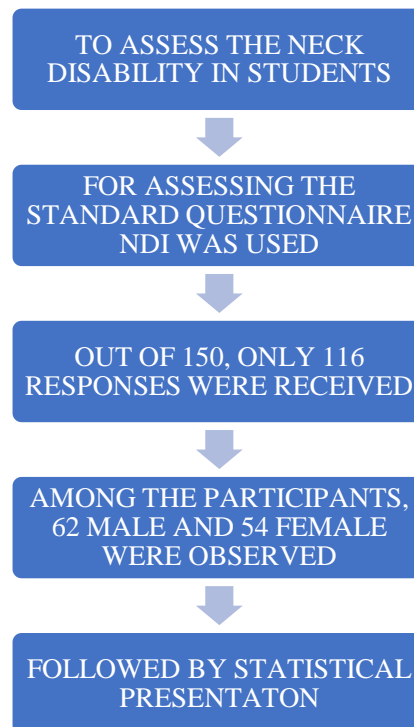 TO ASSESS THE NECK
DISABILITY IN STUDENTS
FOR ASSESSING THE
STANDARD QUESTIONNAIRE
NDI WAS USED
OUT OF 150, ONLY 116
RESPONSES WERE RECEIVED
AMONG THE PARTICIPANTS,
62 MALE AND 54 FEMALE
WERE OBSERVED
FOLLOWED BY STATISTICAL
PRESENTATON